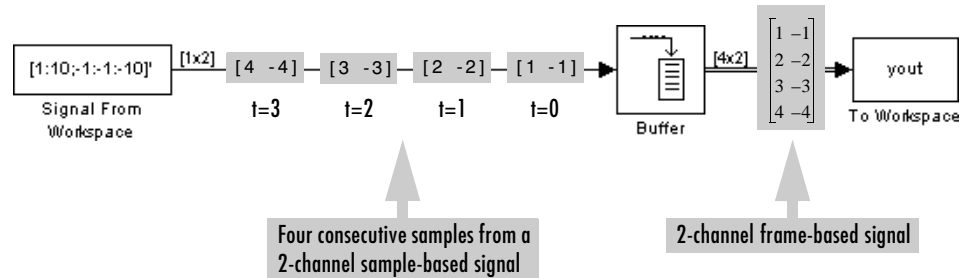 [1:10;-1:-1:-10]'
Signal From
Workspace
[1x2]
[4 -4]
[3 -3]
[2 -2]
[1 -1]
t=3
t=2
t=1
t=0
Buffer
[4x2]
1 –1
2 –2
3 –3
4 –4
yout
To Workspace
Four consecutive samples from a
2-channel sample-based signal
2-channel frame-based signal